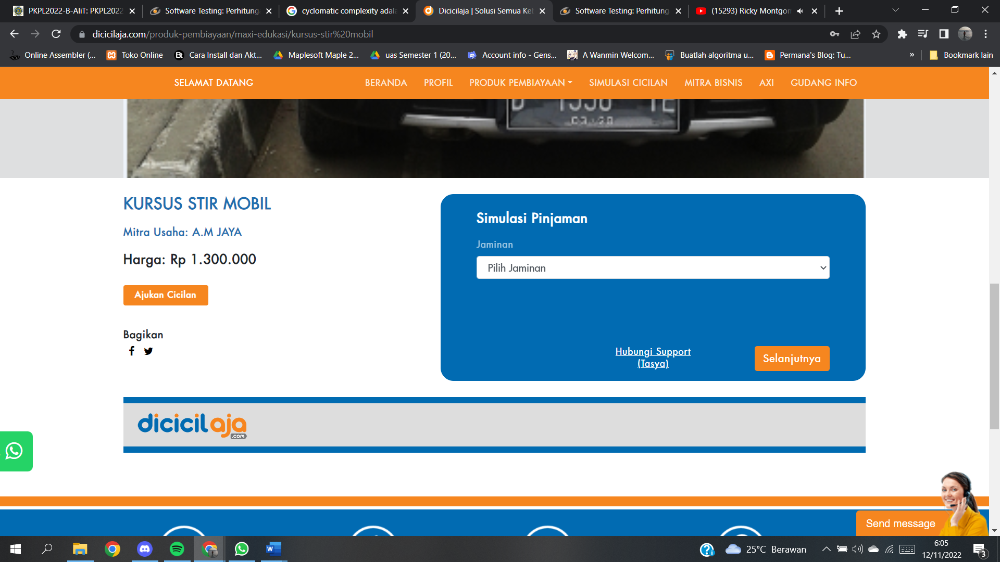 PKPL2022-B-AIiT: PKPL2022
Software Testing: Perhitung
cyclomatic complexity adala
Dicicilaja | Solusi Semua Keb
Software Testing: Perhitung
(15293) Ricky Montgom
dicicilaja.com/produk-pembiayaan/maxi-edukasi/kursus-stir%20mobil
Online Assembler (...
Toko Online
Cara Install dan Akt...
Maplesoft Maple 2...
uas Semester 1 (20...
Account info - Gens...
A Wanmin Welcom...
Buatlah algoritma u...
Permana's Blog: Tu...
»
Bookmark lain
SELAMAT DATANG
BERANDA
PROFIL
PRODUK PEMBIAYAAN
SIMULASI CICILAN
MITRA BISNIS
AXI
GUDANG INFO
KURSUS STIR MOBIL
Mitra Usaha: A.M JAYA
Harga: Rp 1.300.000
Ajukan Cicilan
Bagikan
Simulasi Pinjaman
Jaminan
Pilih Jaminan
Hubungi Support
(Tasya)
Selanjutnya
dicicilaja
.com
Send message
25°C Berawan
6:05
12/11/2022
3